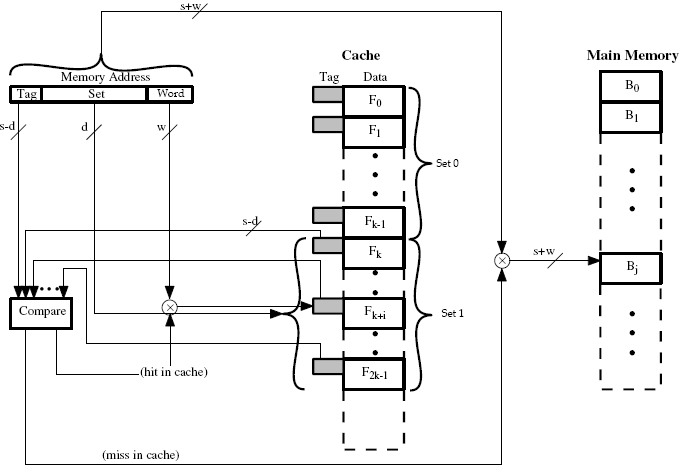 s+w
Cache
Main Memory
Memory Address
Tag Data
Tag Set Word
F0
B0
F1
B1
s-d
d
w
Set 0
s-d
Fk-1
Fk
s+w
Bj
...
Compare
Fk+i
Set 1
(hit in cache)
F2k-1
(miss in cache)